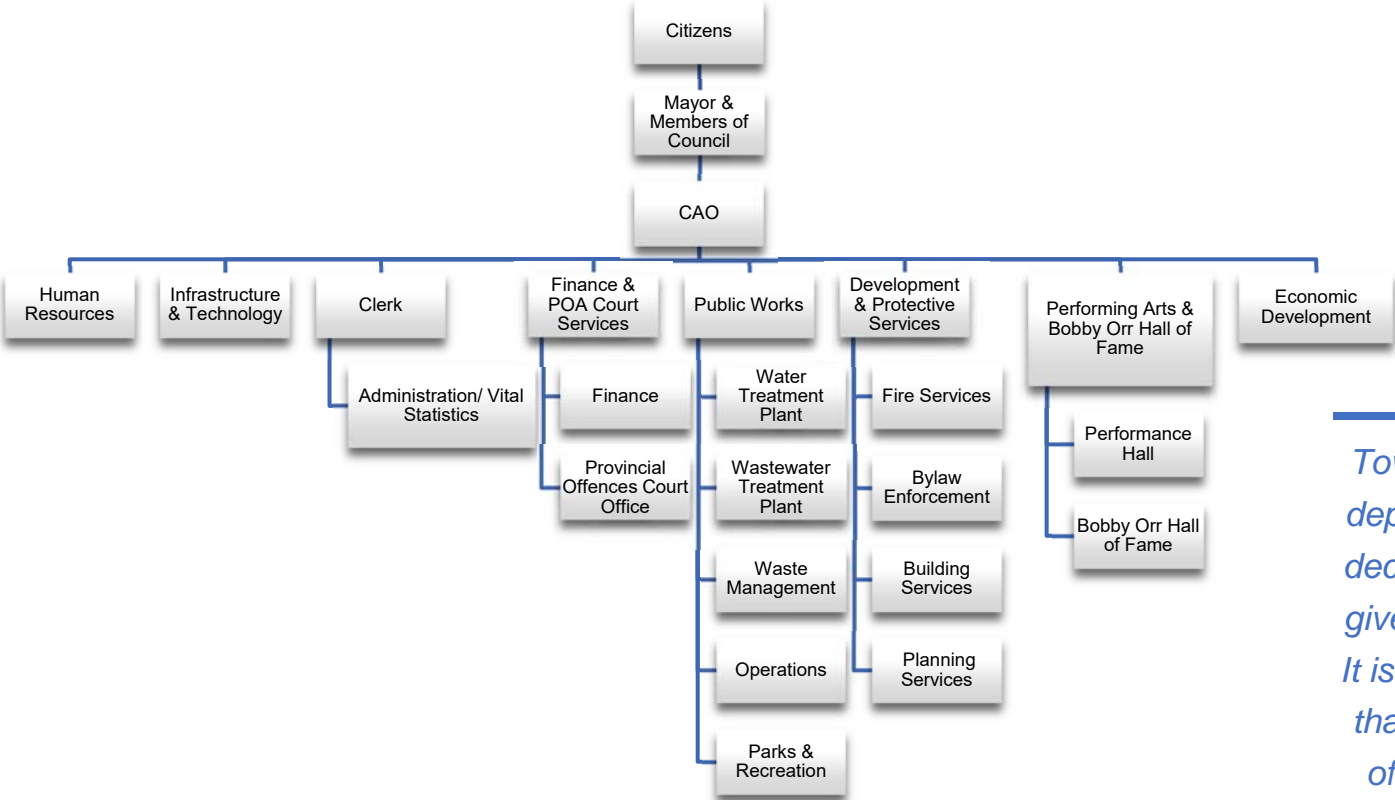 Citizens
Mayor &
Members of
Council
CAO
Human
Resources
Infrastructure
& Technology
Clerk
Administration/ Vital
Statistics
Finance &
POA Court
Services
Finance
Provincial
Offences Court
Office
Public Works
Water
Treatment
Plant
Wastewater
Treatment
Plant
Waste
Management
Operations
Parks &
Recreation
Development
& Protective
Services
Fire Services
Bylaw
Enforcement
Building
Services
Planning
Services
Performing Arts &
Bobby Orr Hall of
Fame
Performance
Hall
Bobby Orr Hall
of Fame
Economic
Development
It is
of